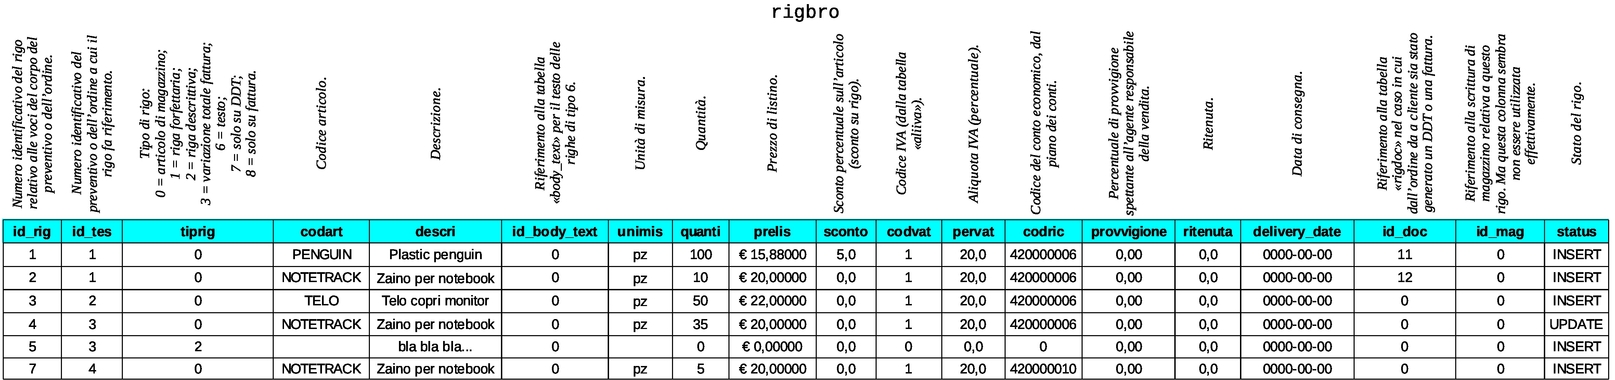 rigbro
Numero identificativo del rigo
relativo alle voci del corpo del
preventivo o dell'ordine.
Numero identificativo del
preventivo o dell'ordine a cui il
rigo fa riferimento.
Tipo di rigo:
0 = articolo di magazzino;
1 = riga forfettaria;
2 = riga descrittiva;
3 = variazione totale fattura;
6 = testo;
7 = solo su DDT;
8 = solo su fattura.
Codice articolo.
Descrizione.
Riferimento alla tabella
«body_text» per il testo delle
righe di tipo 6.
Unità di misura.
Quantità.
Prezzo di listino.
Sconto percentuale sull'articolo
(sconto su rigo).
Codice IVA (dalla tabella
«aliiva»).
Aliquota IVA (percentuale).
Codice del conto economico, dal
piano dei conti.
Percentuale di provvigione
spettante all'agente responsabile
della vendita.
Ritenuta.
Data di consegna.
Riferimento alla tabella
«rigdoc» nel caso in cui
dall'ordine da cliente sia stato
generato un DDT o una fattura.
Riferimento alla scrittura di
magazzino relativa a questo
rigo. Ma questa colonna sembra
non essere utilizzata
effettivamente.
Stato del rigo.
id_rig id_tes tiprig codart descri id_body_text unimis quanti prelis sconto codvat pervat codric provvigione ritenuta delivery_date id_doc id_mag status
1 1 0 PENGUIN Plastic penguin 0 pz 100 € 15,88000 5,0 1 20,0 420000006 0,00 0,0 0000-00-00 11 0 INSERT
2 1 0 NOTETRACK Zaino per notebook 0 pz 10 € 20,00000 0,0 1 20,0 420000006 0,00 0,0 0000-00-00 12 0 INSERT
3 2 0 TELO Telo copri monitor 0 pz 50 € 22,00000 0,0 1 20,0 420000006 0,00 0,0 0000-00-00 0 0 INSERT
4 3 0 NOTETRACK Zaino per notebook 0 pz 35 € 20,00000 0,0 1 20,0 420000006 0,00 0,0 0000-00-00 0 0 UPDATE
5 3 2 bla bla bla... 0 0 € 0,00000 0,0 0 0,0 0 0,00 0,0 0000-00-00 0 0 INSERT
7 4 0 NOTETRACK Zaino per notebook 0 pz 5 € 20,00000 0,0 1 20,0 420000010 0,00 0,0 0000-00-00 0 0 INSERT